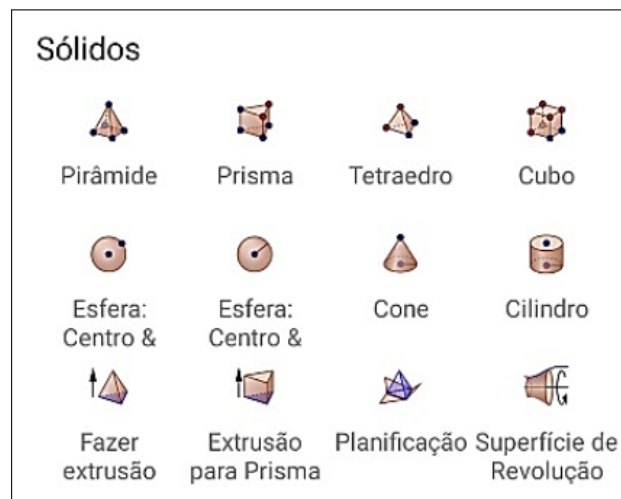 Sólidos
Pirâmide
Prisma
Tetraedro
Cubo
Esfera:
Centro &
Esfera:
Centro &
Cone
Cilindro
Fazer
extrusão
Extrusão
para Prisma
Planificação
Superfície de
Revolução